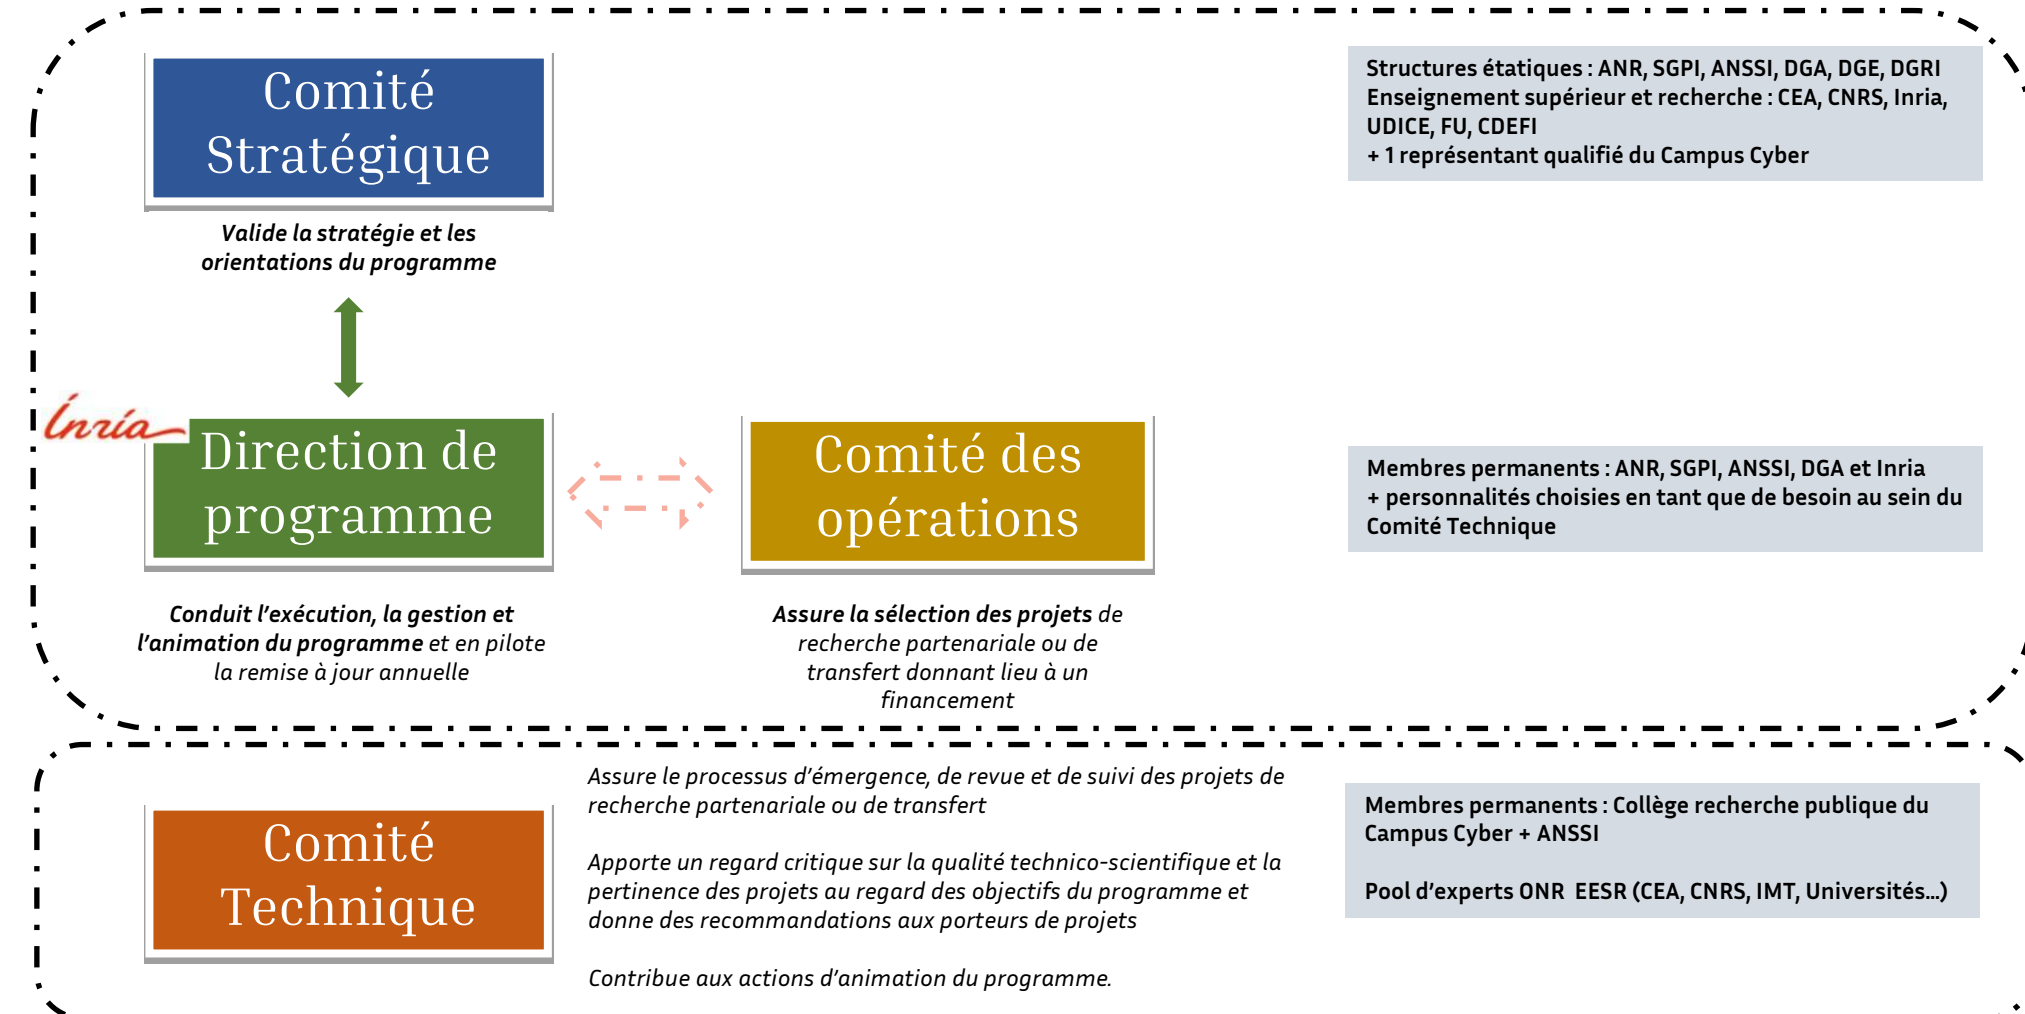 Comité
Stratégique
Structures étatiques : ANR, SGPI, ANSSI, DGA, DGE, DGRI
Enseignement supérieur et recherche : CEA, CNRS, Inria,
UDICE, FU, CDEFI
+ 1 représentant qualifié du Campus Cyber
Valide la stratégie et les
orientations du programme
Inria
Direction de
programme
Comité des
opérations
Membres permanents : ANR, SGPI, ANSSI, DGA et Inria
+ personnalités choisies en tant que de besoin au sein du
Comité Technique
Conduit l’exécution, la gestion et
l’animation du programme et en pilote
la remise à jour annuelle
Assure la sélection des projets de
recherche partenariale ou de
transfert donnant lieu à un
financement
Comité
Technique
Assure le processus d’émergence, de revue et de suivi des projets de
recherche partenariale ou de transfert
Apporte un regard critique sur la qualité technico-scientifique et la
pertinence des projets au regard des objectifs du programme et
donne des recommandations aux porteurs de projets
Contribue aux actions d’animation du programme.
Membres permanents : Collège recherche publique du
Campus Cyber + ANSSI
Pool d’experts ONR  EESR (CEA, CNRS, IMT, Universités…)